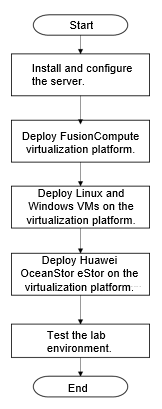 Start
Install and configure
the server.
Deploy FusionCompute
virtualization platform.
Deploy Linux and
Windows VMs on the
virtualization platform.
Deploy Huawei
OceanStor eStor on the
virtualization platform.
Test the lab
environment.
End